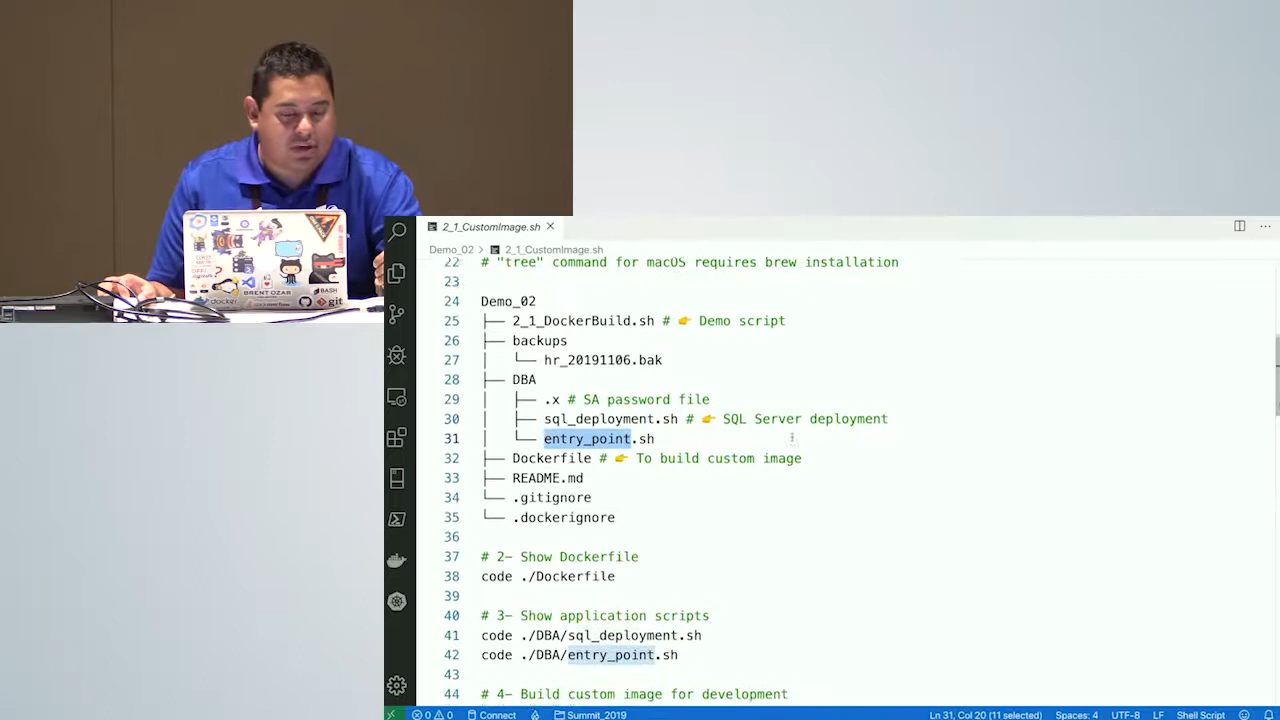 BRENT OZAR
docker
BASH
git
2_1_CustomImage.sh
Demo_02 > 2_1_CustomImage.sh
22 # "tree" command for macOS requires brew installation
23
24 Demo_02
25 ├── 2_1_DockerBuild.sh # 👉 Demo script
26 ├── backups
27 │   └── hr_20191106.bak
28 ├── DBA
29 │   ├── .x # SA password file
30 │   ├── sql_deployment.sh # 👉 SQL Server deployment
31 │   └── entry_point.sh
32 ├── Dockerfile # 👉 To build custom image
33 ├── README.md
34 └── .gitignore
35 └── .dockerignore
36
37 # 2- Show Dockerfile
38 code ./Dockerfile
39
40 # 3- Show application scripts
41 code ./DBA/sql_deployment.sh
42 code ./DBA/entry_point.sh
43
44 # 4- Build custom image for development
0 0 Connect Summit_2019 Ln 31, Col 20 (11 selected) Spaces: 4 UTF-8 LF Shell Script